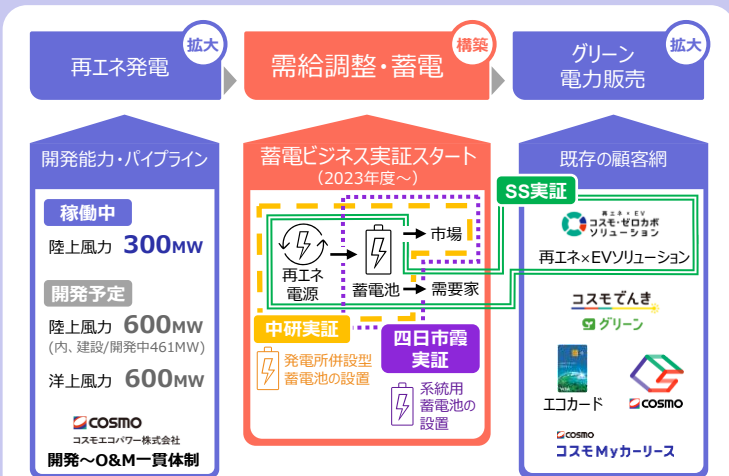 再エネ発電
拡大
需給調整・蓄電
構築
グリーン
電力販売
拡大
開発能力・パイプライン
稼働中
陸上風力 300MW
開発予定
陸上風力 600MW
(内、建設/開発中461MW)
洋上風力 600MW
COSMO
コスモエコパワー株式会社
開発～O&M一貫体制
蓄電ビジネス実証スタート
(2023年度～)
再エネ
電源
蓄電池
市場
需要家
中研実証
発電所併設型
蓄電池の設置
四日市霞
実証
系統用
蓄電池の
設置
SS実証
既存の顧客網
再エネ・EV
コスモ・ゼロカボ
ソリューション
再エネ×EVソリューション
コスモでんき
グリーン
エコカード
COSMO
COSMO
コスモMyカーリース